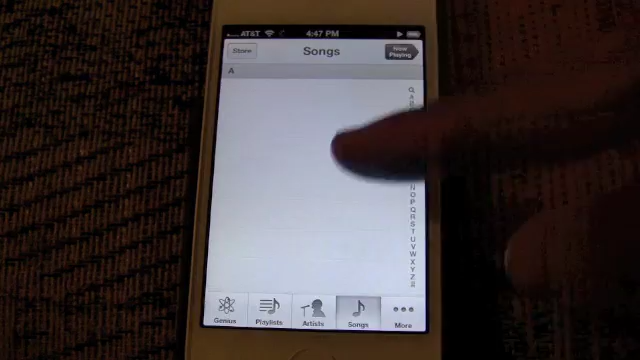 AT&T 4:47 PM
Store Songs Now Playing
A
N
O
P
Q
R
S
T
U
V
W
X
Y
Z
#
Genius Playlists Artists Songs More